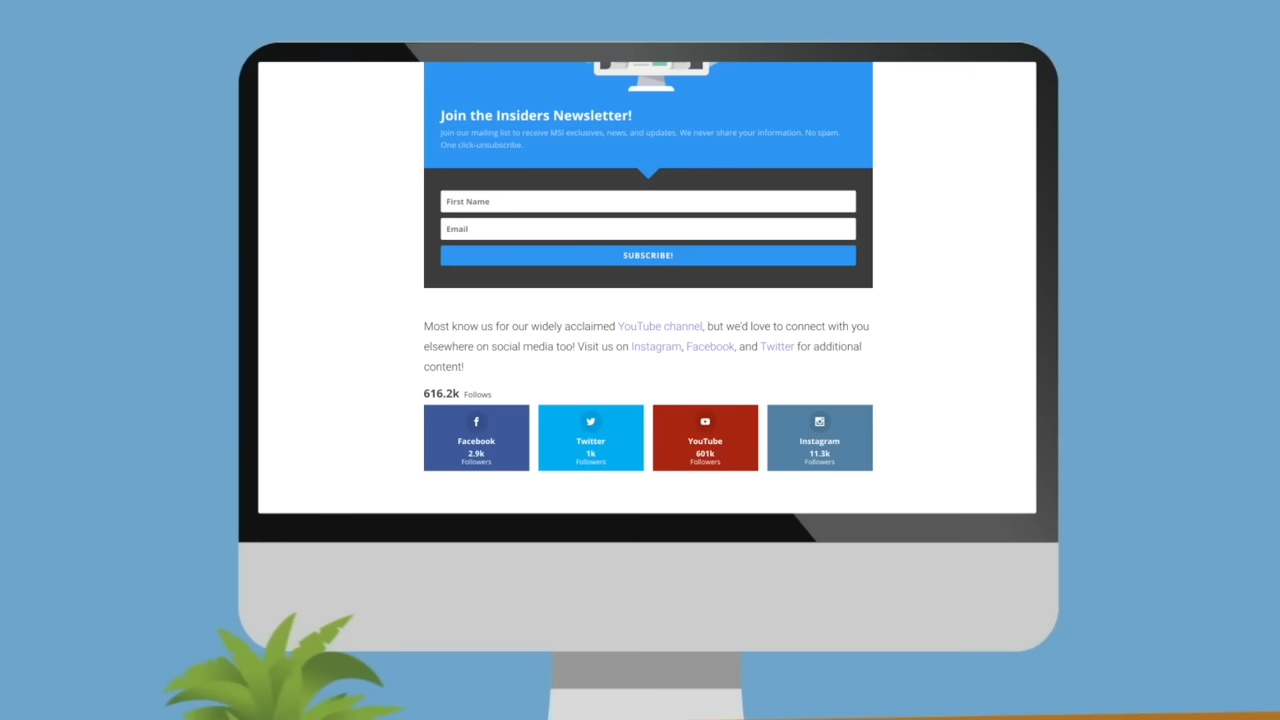 Join the Insiders Newsletter!
Join our mailing list to receive MSI exclusives, news, and updates. We never share your information. No spam.
One click-unsubscribe.
First Name
Email
SUBSCRIBE!
Most know us for our widely acclaimed YouTube channel, but we'd love to connect with you
elsewhere on social media too! Visit us on Instagram, Facebook, and Twitter for additional
content!
616.2k Follows
Facebook
2.9k
Followers
Twitter
1k
Followers
YouTube
601k
Followers
Instagram
11.3k
Followers